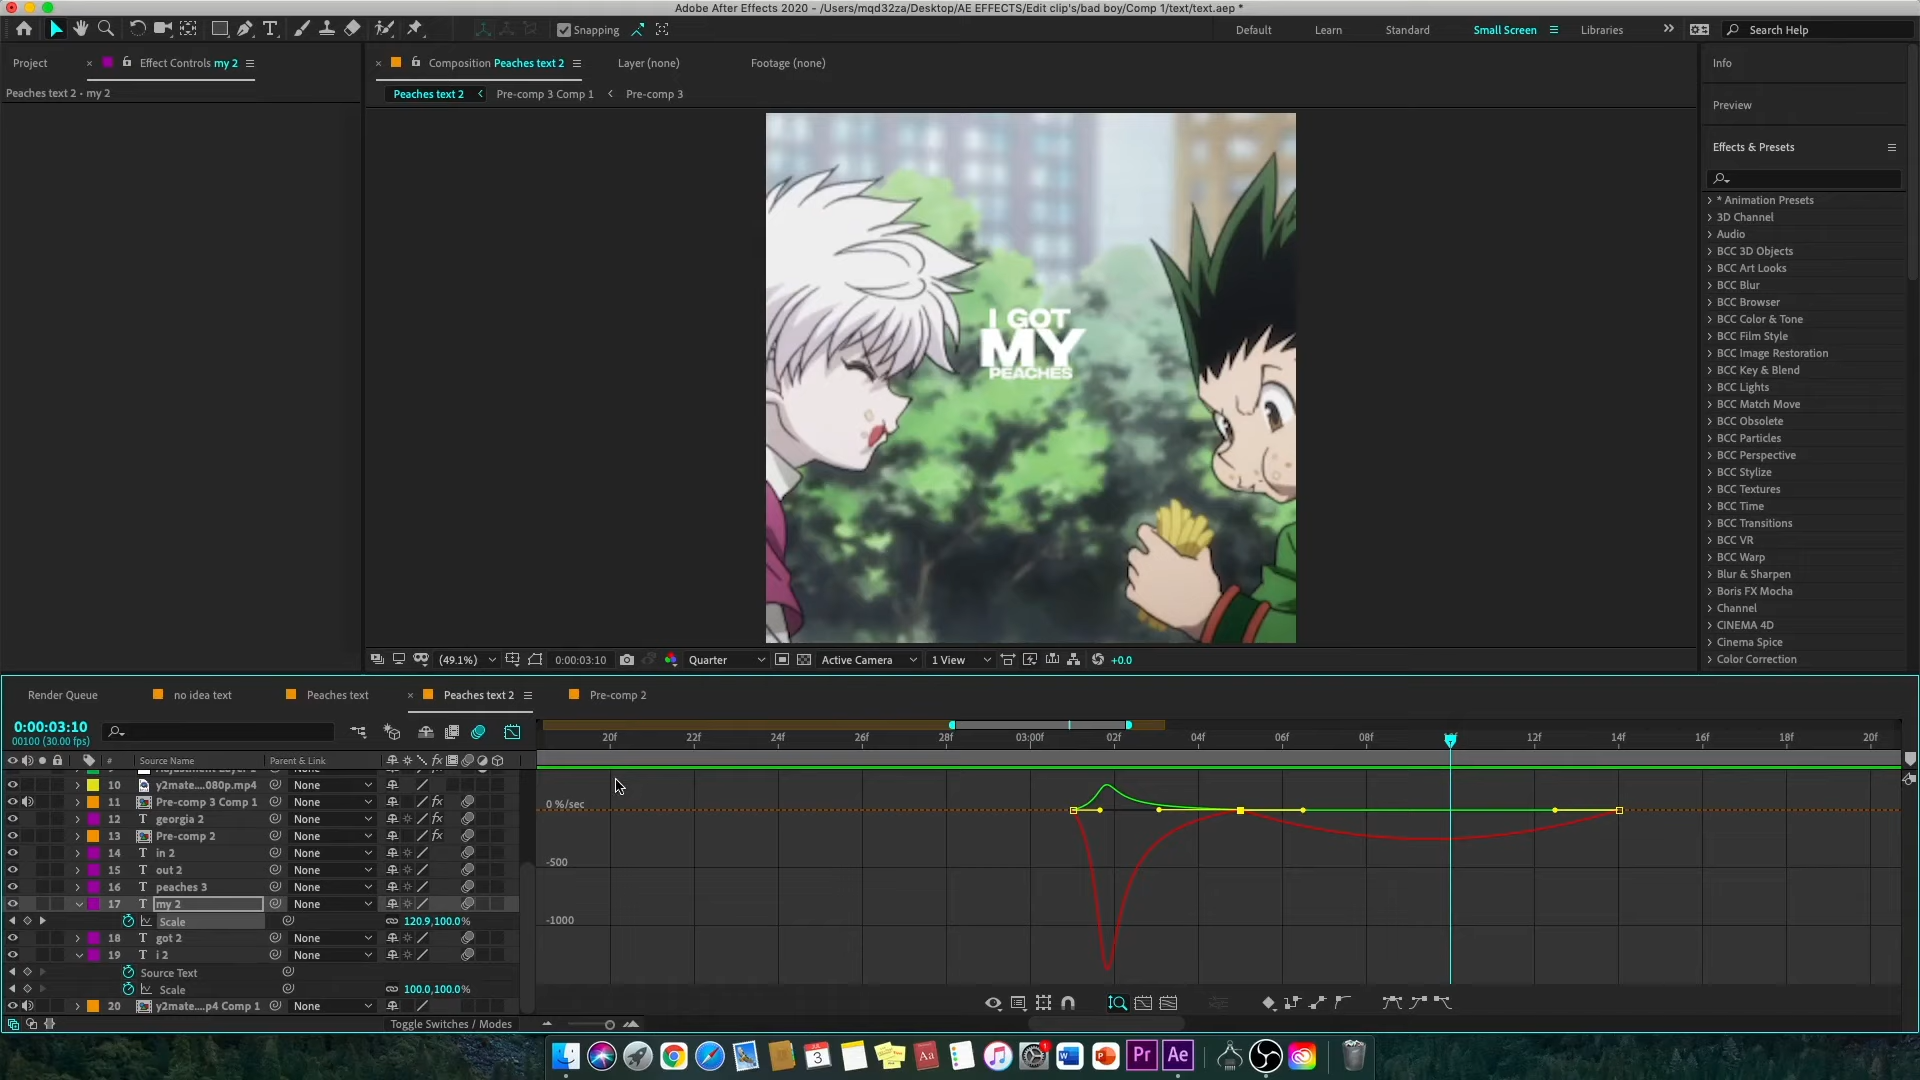 Adobe After Effects 2020 - /Users/mqd32za/Desktop/AE EFFECTS/Edit clip's/bad boy/Comp 1/text/text.aep *
Snapping
Default
Learn
Standard
Small Screen
Libraries
Search Help
Project
Effect Controls my 2
Composition Peaches text 2
Layer (none)
Footage (none)
Info
Peaches text 2 • my 2
Peaches text 2
Pre-comp 3 Comp 1
Pre-comp 3
Preview
Effects & Presets
* Animation Presets
3D Channel
Audio
BCC 3D Objects
BCC Art Looks
BCC Blur
BCC Browser
BCC Color & Tone
BCC Film Style
BCC Image Restoration
BCC Key & Blend
BCC Lights
BCC Match Move
BCC Obsolete
BCC Particles
BCC Perspective
BCC Stylize
BCC Textures
BCC Time
BCC Transitions
BCC VR
BCC Warp
Blur & Sharpen
Boris FX Mocha
Channel
CINEMA 4D
Cinema Spice
Color Correction
I GOT
MY
PEACHES
(49.1%)
0:00:03:10
Quarter
Active Camera
1 View
+0.0
Render Queue
no idea text
Peaches text
Peaches text 2
Pre-comp 2
0:00:03:10
00100 (30.00 fps)
20f
22f
24f
26f
28f
03:00f
02f
04f
06f
08f
12f
14f
16f
18f
20f
#
Source Name
Parent & Link
10 y2mate....080p.mp4 None
11 Pre-comp 3 Comp 1 None
12 T georgia 2 None
13 Pre-comp 2 None
14 T in 2 None
15 T out 2 None
16 T peaches 3 None
17 T my 2 None
Scale 120.9,100.0%
18 T got 2 None
19 T i 2 None
Source Text
Scale 100.0,100.0%
20 y2mate....p4 Comp 1 None
Toggle Switches / Modes
0 %/sec
-500
-1000
JUL
3
Aa
1
Pr
Ae